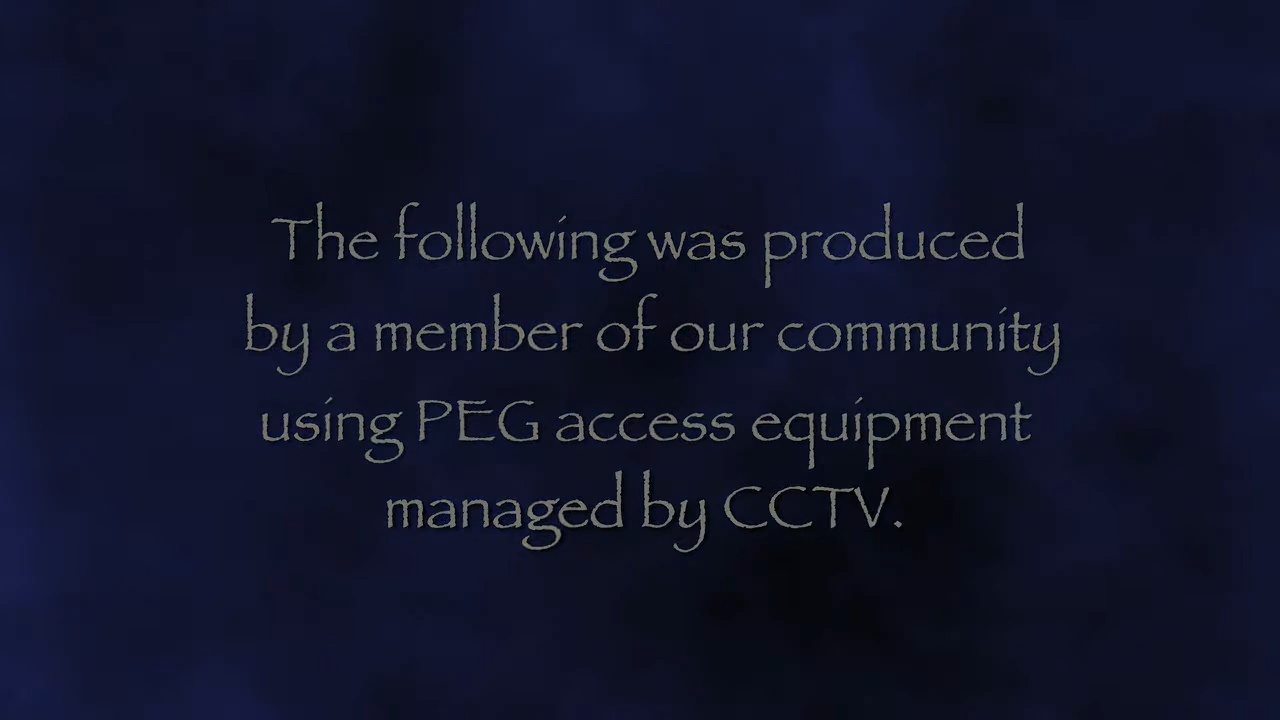 The following was produced
by a member of our community
using PEG access equipment
managed by CCTV.